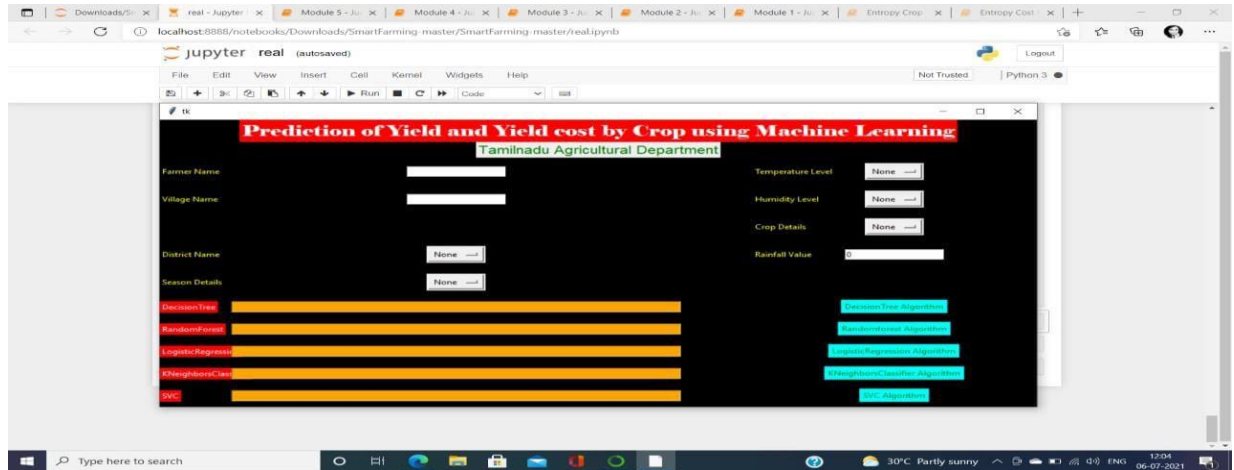 Downloads/S
real - Jupyter
Module 5 - Ju
Module 4 - Ju
Module 3 - Ju
Module 2 - Ju
Module 1 - Ju
Entropy Crop
Entropy Cost
localhost:8888/notebooks/Downloads/SmartFarming-master/SmartFarming-master/real.ipynb
jupyter real (autosaved)
Logout
File Edit View Insert Cell Kernel Widgets Help
Not Trusted
Python 3
Run
Code
tk
Prediction of Yield and Yield cost by Crop using Machine Learning
Tamilnadu Agricultural Department
Farmer Name
Temperature Level None
Village Name
Humidity Level None
Crop Details None
District Name None
Rainfall Value 0
Season Details None
DecisionTree
DecisionTree Algorithm
RandomForest
Randomforest Algorithm
LogisticRegressio
LogisticRegression Algorithm
KNeighborsClass
KNeighborsClassifier Algorithm
SVC
SVC Algorithm
Type here to search
30°C Partly sunny
ENG
12:04
06-07-2021